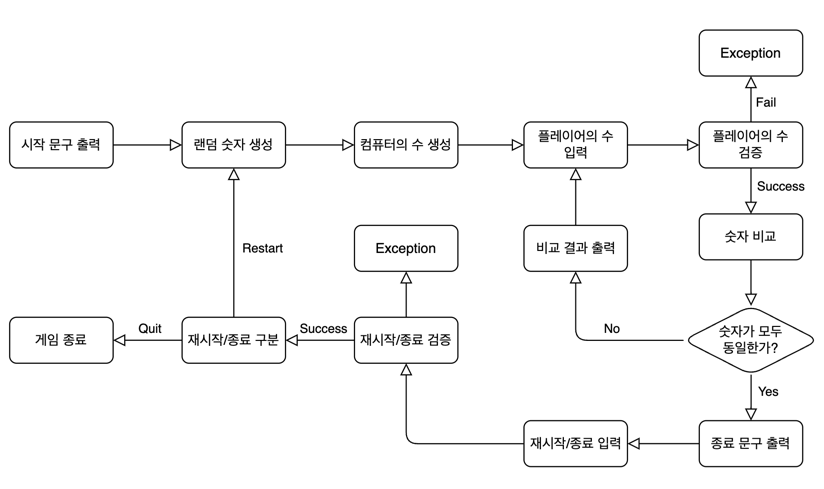 Exception
Fail
시작 문구 출력
랜덤 숫자 생성
컴퓨터의 수 생성
플레이어의 수
입력
플레이어의 수
검증
Success
Restart
Exception
비교 결과 출력
숫자 비교
게임 종료
Quit
재시작/종료 구분
Success
재시작/종료 검증
No
숫자가 모두
동일한가?
Yes
재시작/종료 입력
종료 문구 출력